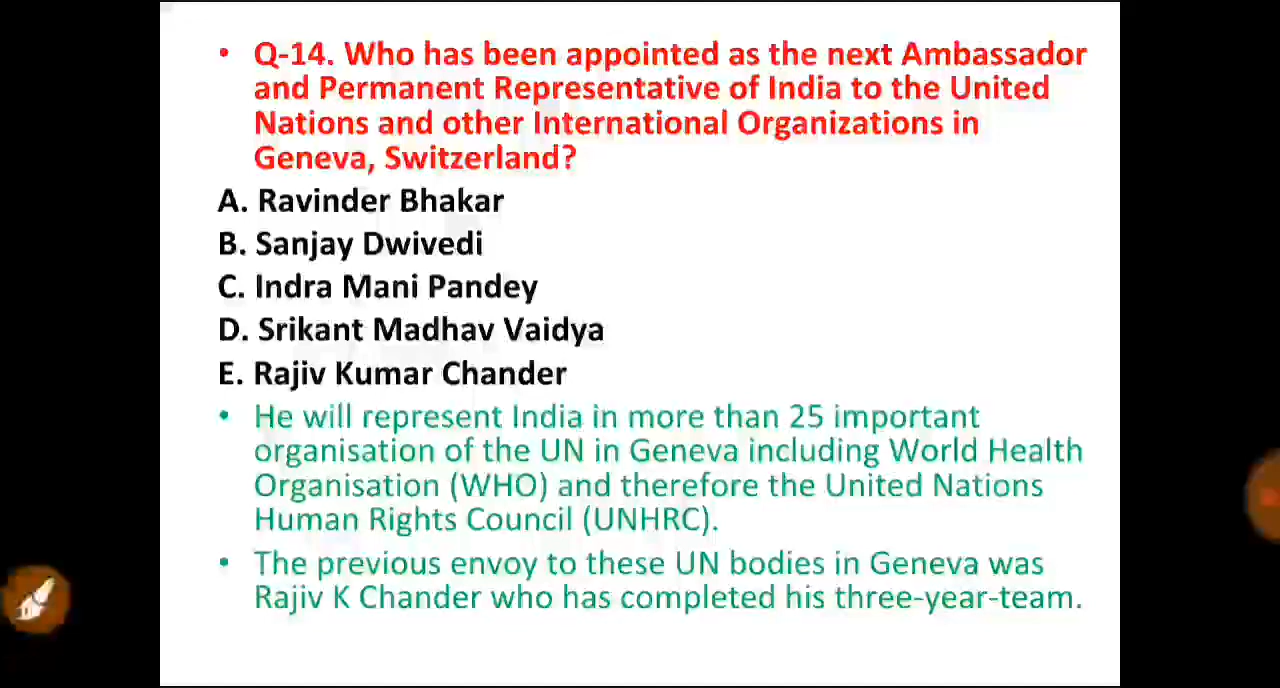 • Q-14. Who has been appointed as the next Ambassador
and Permanent Representative of India to the United
Nations and other International Organizations in
Geneva, Switzerland?
A. Ravinder Bhakar
B. Sanjay Dwivedi
C. Indra Mani Pandey
D. Srikant Madhav Vaidya
E. Rajiv Kumar Chander
• He will represent India in more than 25 important
organisation of the UN in Geneva including World Health
Organisation (WHO) and therefore the United Nations
Human Rights Council (UNHRC).
• The previous envoy to these UN bodies in Geneva was
Rajiv K Chander who has completed his three-year-team.